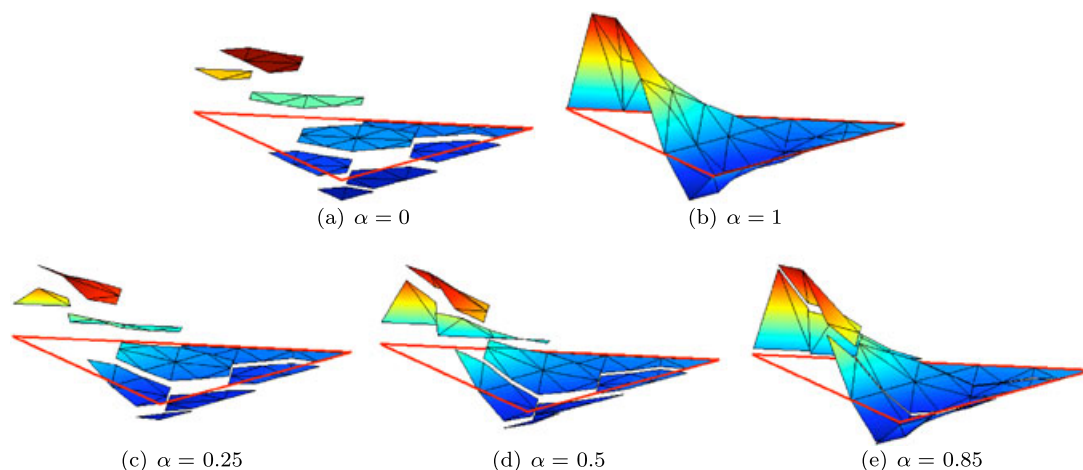 (a) α = 0
(b) α = 1
(c) α = 0.25
(d) α = 0.5
(e) α = 0.85